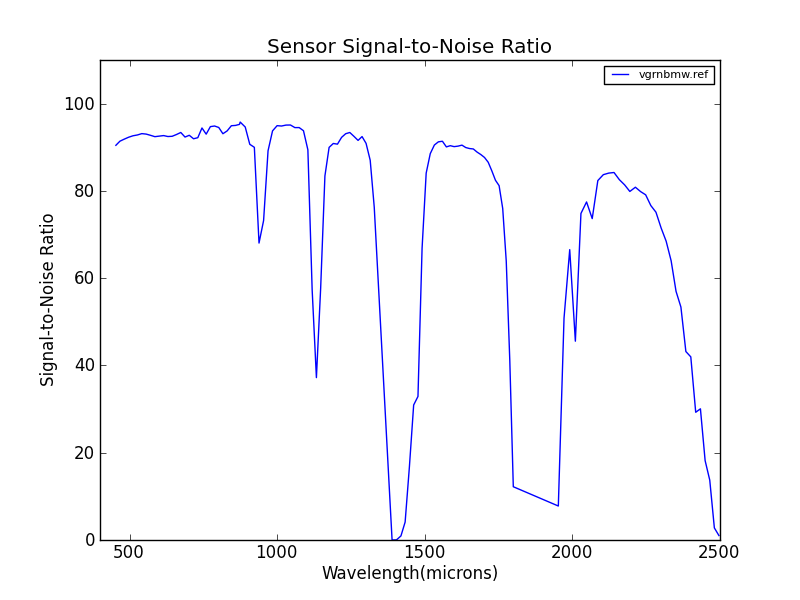 Sensor Signal-to-Noise Ratio
vgrnbmw.ref
Signal-to-Noise Ratio
100
80
60
40
20
0
500
1000
1500
2000
2500
Wavelength(microns)